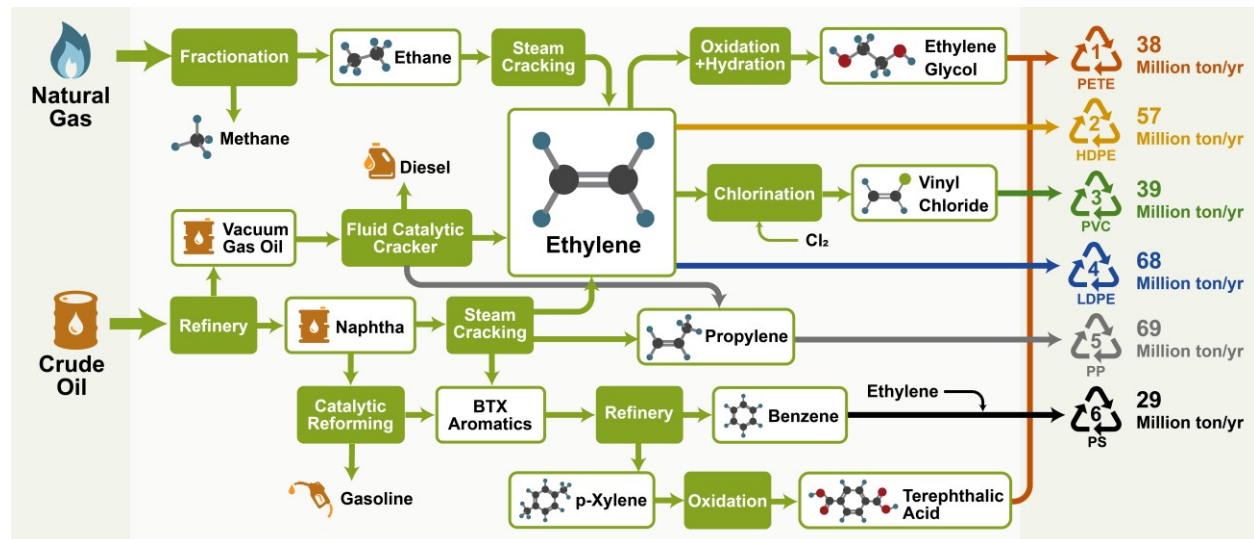 Natural
Gas
Fractionation
Methane
Ethane
Steam
Cracking
Oxidation
+Hydration
Ethylene
Glycol
1
PETE
38
Million ton/yr
2
HDPE
57
Million ton/yr
Ethylene
Chlorination
Cl₂
Vinyl
Chloride
3
PVC
39
Million ton/yr
Diesel
Vacuum
Gas Oil
Fluid Catalytic
Cracker
4
LDPE
68
Million ton/yr
Crude
Oil
Refinery
Naphtha
Steam
Cracking
Propylene
5
PP
69
Million ton/yr
Catalytic
Reforming
Gasoline
BTX
Aromatics
Refinery
Benzene
Ethylene
6
PS
29
Million ton/yr
p-Xylene
Oxidation
Terephthalic
Acid